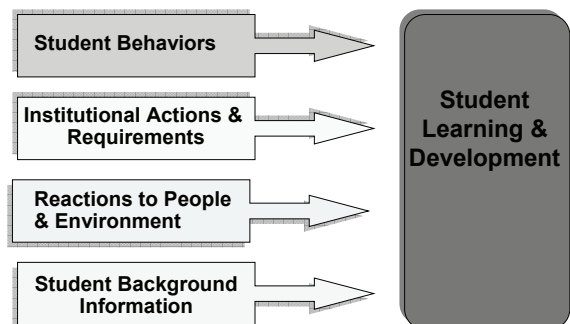 Student Behaviors
Institutional Actions &
Requirements
Reactions to People
& Environment
Student Background
Information
Student
Learning &
Development